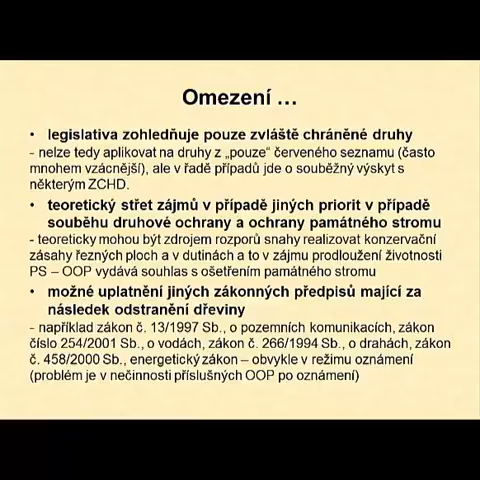 Omezení …
• legislativa zohledňuje pouze zvláště chráněné druhy
- nelze tedy aplikovat na druhy z „pouze“ červeného seznamu (často
mnohem vzácnější), ale v řadě případů jde o souběžný výskyt s
některým ZCHD.
• teoretický střet zájmů v případě jiných priorit v případě
souběhu druhové ochrany a ochrany památného stromu
- teoreticky mohou být zdrojem rozporů snahy realizovat konzervační
zásahy řezných ploch a v dutinách a to v zájmu prodloužení životnosti
PS – OOP vydává souhlas s ošetřením památného stromu
• možné uplatnění jiných zákonných předpisů mající za
následek odstranění dřeviny
- například zákon č. 13/1997 Sb., o pozemních komunikacích, zákon
číslo 254/2001 Sb., o vodách, zákon č. 266/1994 Sb., o drahách, zákon
č. 458/2000 Sb., energetický zákon – obvykle v režimu oznámení
(problém je v nečinnosti příslušných OOP po oznámení)